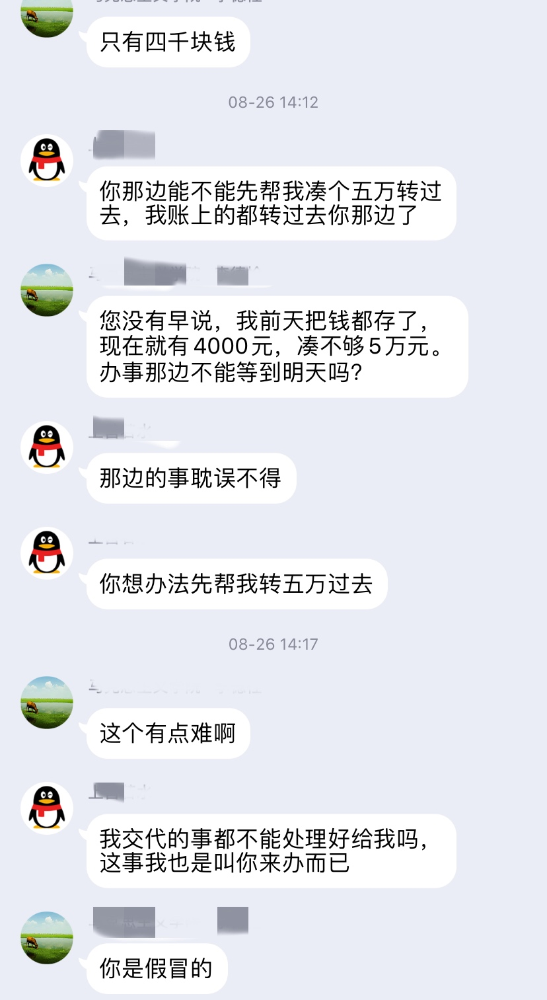 只有四千块钱
08-26 14:12
你那边能不能先帮我凑个五万转过
去，我账上的都转过去你那边了
您没有早说，我前天把钱都存了，
现在就有4000元，凑不够5万元。
办事那边不能等到明天吗?
那边的事耽误不得
你想办法先帮我转五万过去
08-26 14:17
这个有点难啊
我交代的事都不能处理好给我吗，
这事我也是叫你来办而已
你是假冒的